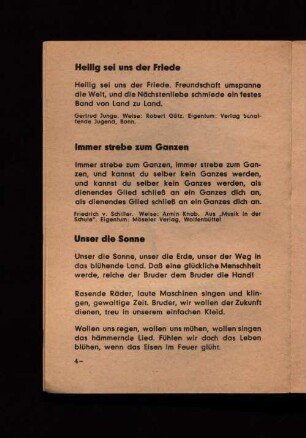 Heilig sei uns der Friede
Heilig sei uns der Friede, Freundschaft umspanne
die Welt, und die Nächstenliebe schmiede ein festes
Band von Land zu Land.
Gertrud Junge. Weise: Robert Götz. Eigentum: Verlag Schaf-
fende Jugend, Bonn.
Immer strebe zum Ganzen
Immer strebe zum Ganzen, immer strebe zum Gan-
zen, und kannst du selber kein Ganzes werden,
und kannst du selber kein Ganzes werden, als
dienendes Glied schließ an ein Ganzes dich an,
als dienendes Glied schließ an ein Ganzes dich an.
Friedrich v. Schiller. Weise: Armin Knab. Aus „Musik in der
Schule". Eigentum: Möseler Verlag, Wolfenbüttel
Unser die Sonne
Unser die Sonne, unser die Erde, unser der Weg in
das blühende Land. Daß eine glückliche Menschheit
werde, reiche der Bruder dem Bruder die Hand!
Rasende Räder, laute Maschinen singen und klin-
gen, gewaltige Zeit. Bruder, wir wollen der Zukunft
dienen, treu in unserem einfachen Kleid.
Wollen uns regen, wollen uns mühen, wollen singen
das hämmernde Lied. Fühlen wir doch das Leben
blühen, wenn das Eisen im Feuer glüht.
4—